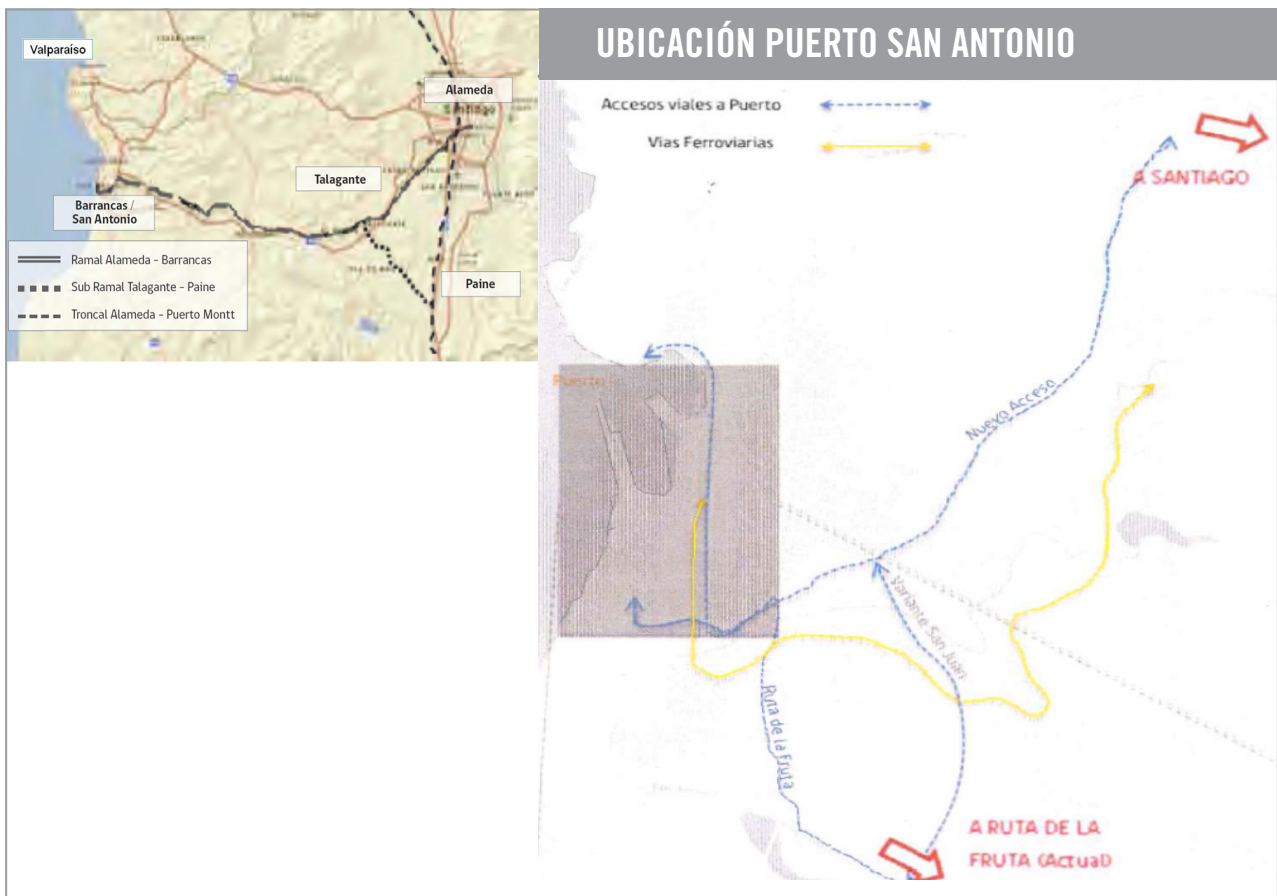 Valparaíso
Alameda
Santiago
Talagante
Barrancas /
San Antonio
Paine
Ramal Alameda - Barrancas
Sub Ramal Talagante - Paine
Troncal Alameda - Puerto Montt
UBICACIÓN PUERTO SAN ANTONIO
Accesos viales a Puerto
Vias Ferroviarias
A SANTIAGO
Puerto
Nuevo Acceso
Variante San Juan
Ruta de la Fruta
A RUTA DE LA
FRUTA (Actual)